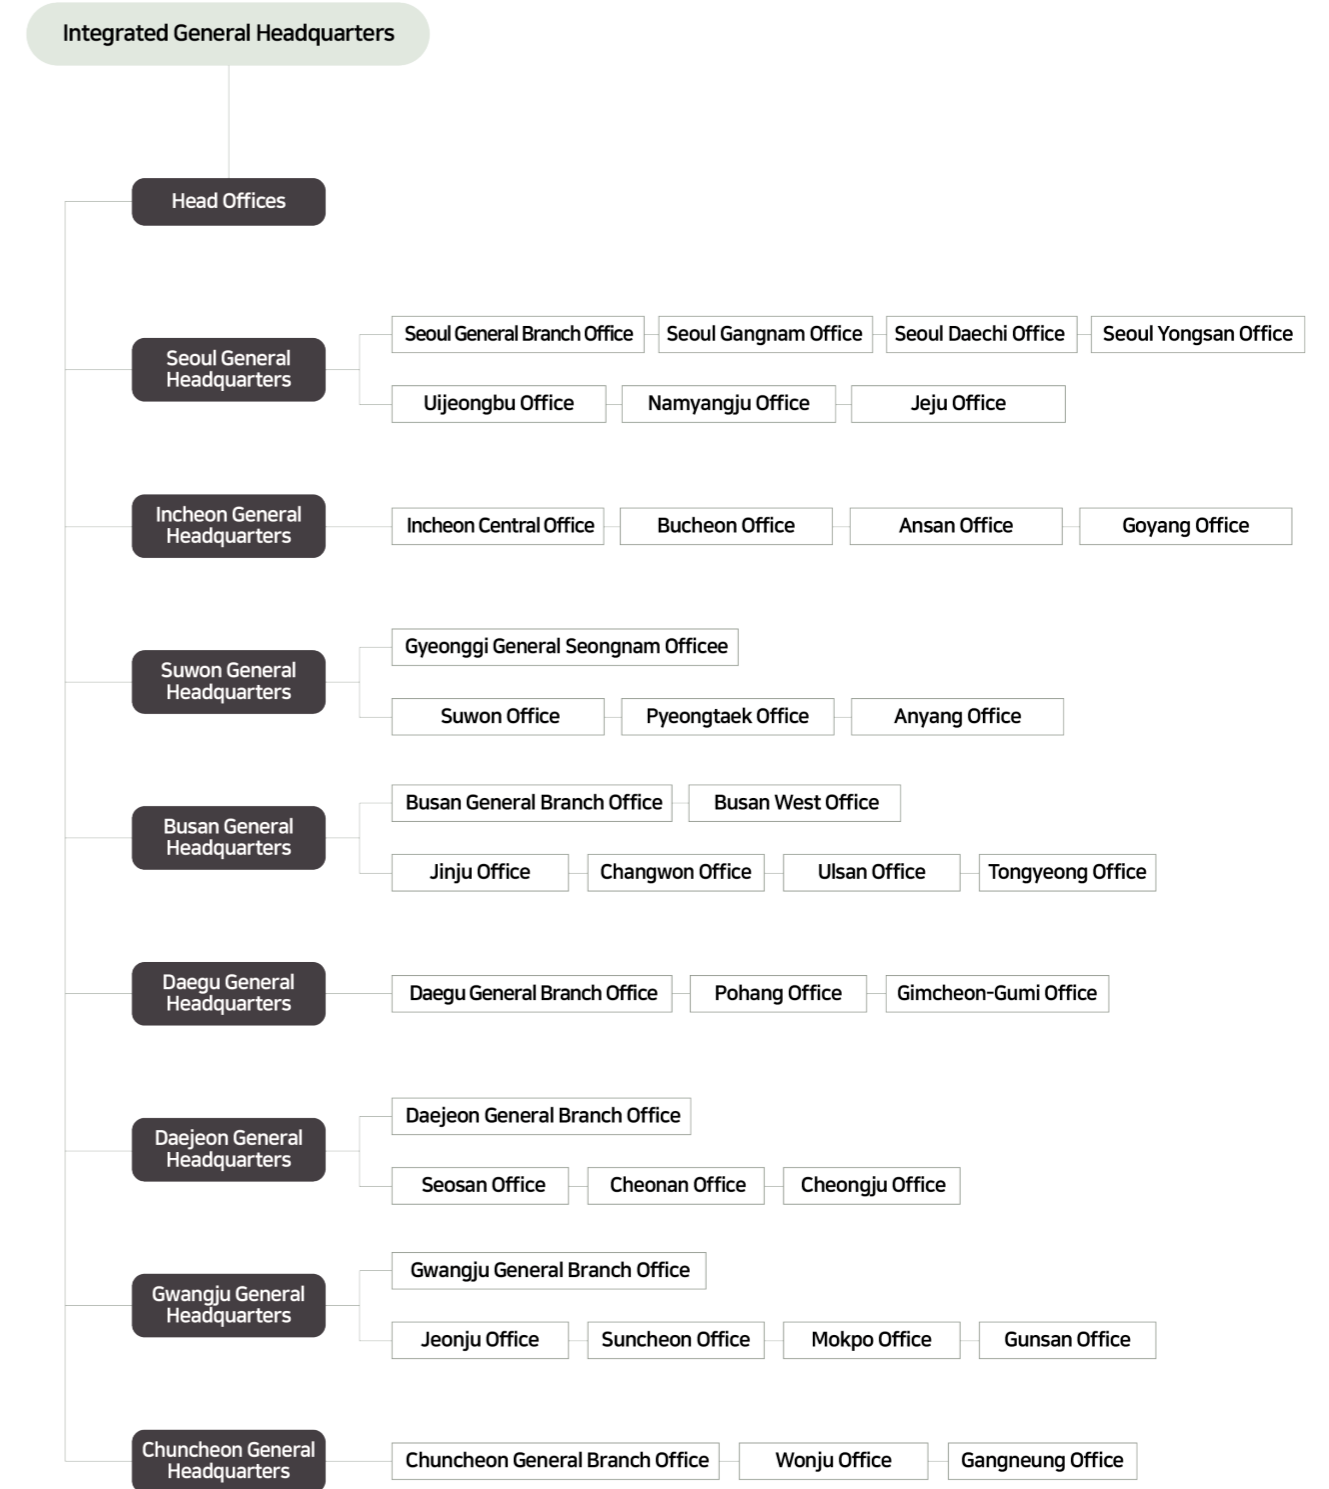 Integrated General Headquarters
Head Offices
Seoul General
Headquarters
Seoul General Branch Office
Seoul Gangnam Office
Seoul Daechi Office
Seoul Yongsan Office
Uijeongbu Office
Namyangju Office
Jeju Office
Incheon General
Headquarters
Incheon Central Office
Bucheon Office
Ansan Office
Goyang Office
Suwon General
Headquarters
Gyeonggi General Seongnam Officee
Suwon Office
Pyeongtaek Office
Anyang Office
Busan General
Headquarters
Busan General Branch Office
Busan West Office
Jinju Office
Changwon Office
Ulsan Office
Tongyeong Office
Daegu General
Headquarters
Daegu General Branch Office
Pohang Office
Gimcheon-Gumi Office
Daejeon General
Headquarters
Daejeon General Branch Office
Seosan Office
Cheonan Office
Cheongju Office
Gwangju General
Headquarters
Gwangju General Branch Office
Jeonju Office
Suncheon Office
Mokpo Office
Gunsan Office
Chuncheon General
Headquarters
Chuncheon General Branch Office
Wonju Office
Gangneung Office